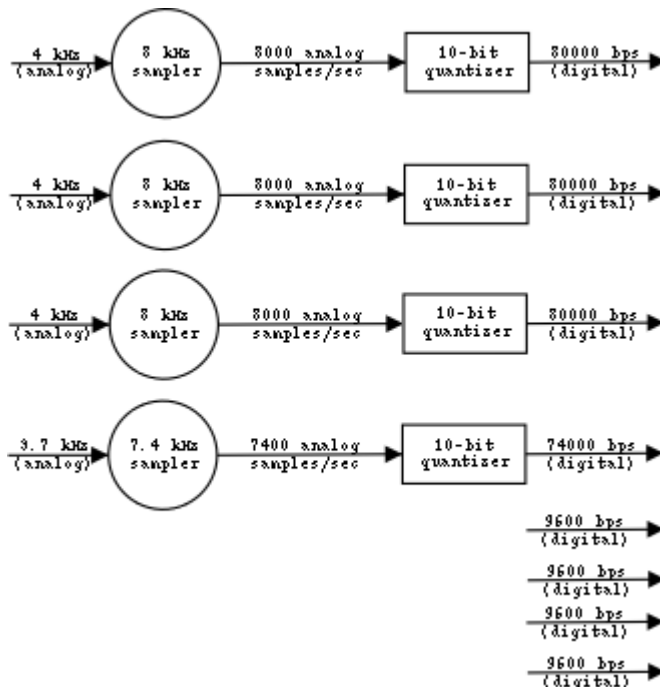 4 kHz
(analog)
8 kHz
sampler
8000 analog
samples/sec
10-bit
quantizer
80000 bps
(digital)
4 kHz
(analog)
8 kHz
sampler
8000 analog
samples/sec
10-bit
quantizer
80000 bps
(digital)
4 kHz
(analog)
8 kHz
sampler
8000 analog
samples/sec
10-bit
quantizer
80000 bps
(digital)
3.7 kHz
(analog)
7.4 kHz
sampler
7400 analog
samples/sec
10-bit
quantizer
74000 bps
(digital)
9600 bps
(digital)
9600 bps
(digital)
9600 bps
(digital)
9600 bps
(digital)